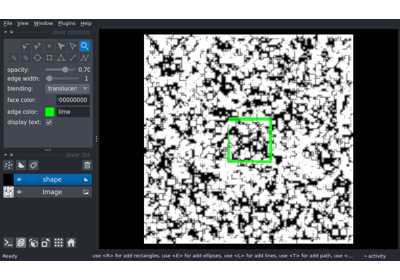 File View Window Plugins Help
layer controls
opacity: 0.70
edge width: 1
blending: translucen
face color: 00000000
edge color: lime
display text:
layer list
shape
Image
Ready
use <R> for add rectangles, use <E> for add ellipses, use <L> for add lines, use <T> for add path, use <...
activity